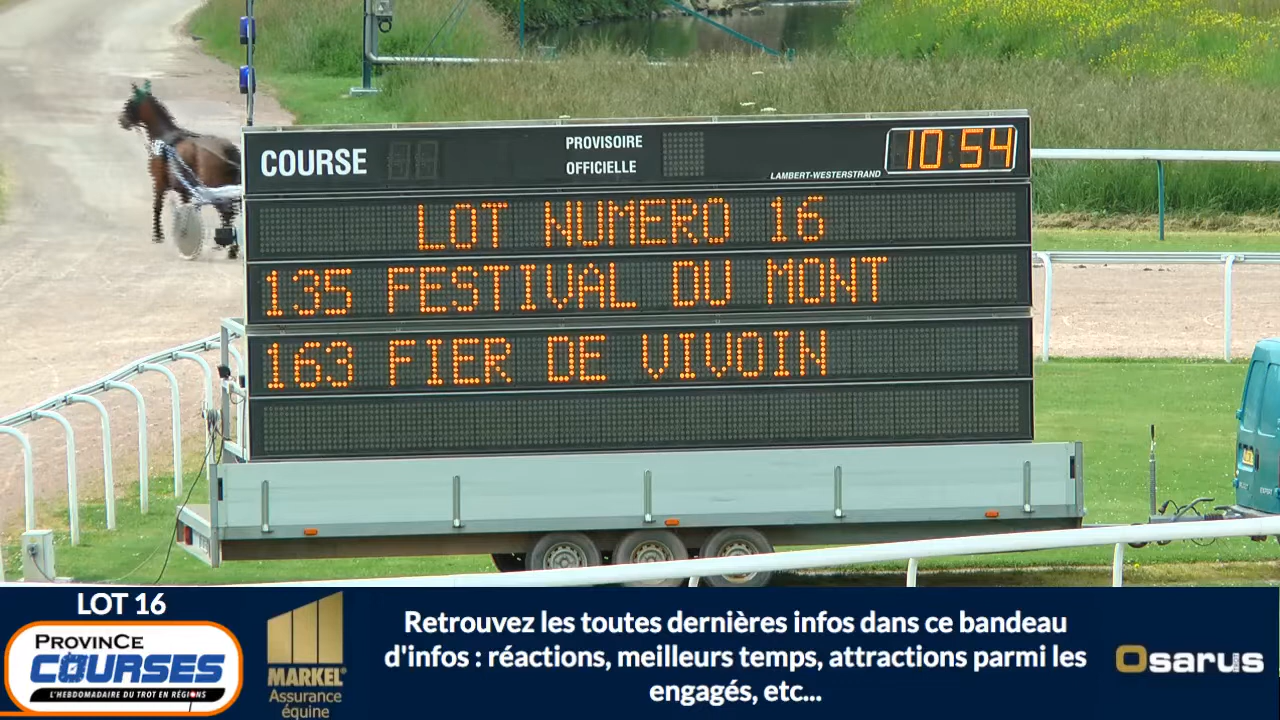 COURSE
PROVISOIRE
OFFICIELLE
LAMBERT-WESTERSTRAND
10 54
LOT NUMERO 16
135 FESTIVAL DU MONT
163 FIER DE VIVOIN
LOT 16
PROVINCE
COURSES
L'HEBDOMADAIRE DU TROT EN RÉGIONS
MARKEL
Assurance
équine
Retrouvez les toutes dernières infos dans ce bandeau
d'infos : réactions, meilleurs temps, attractions parmi les
engagés, etc...
Osarus